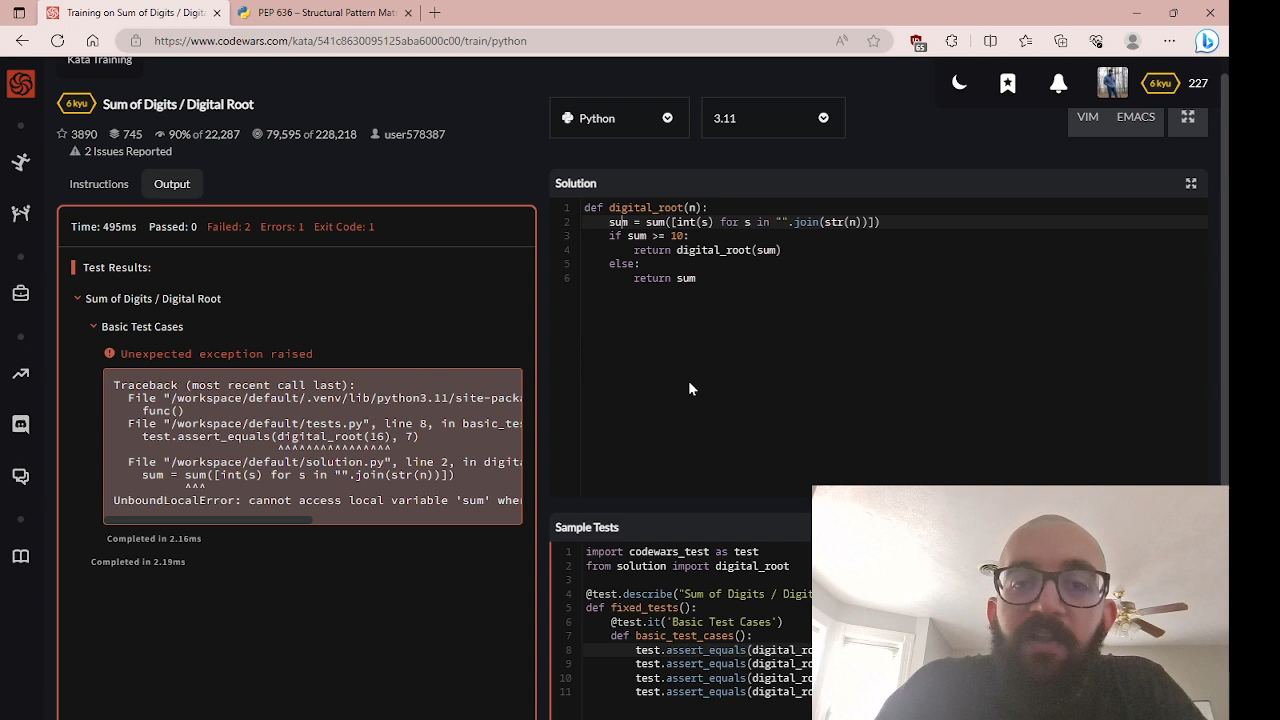 Training on Sum of Digits / Digita
PEP 636 – Structural Pattern Mat
https://www.codewars.com/kata/541c8630095125aba6000c00/train/python
65
Kata Training
6 kyu
Sum of Digits / Digital Root
3890
745
90% of 22,287
79,595 of 228,218
user578387
2 Issues Reported
Instructions
Output
Python
3.11
6 kyu
227
VIM
EMACS
Time: 495ms Passed: 0 Failed: 2 Errors: 1 Exit Code: 1
Test Results:
Sum of Digits / Digital Root
Basic Test Cases
Unexpected exception raised
Traceback (most recent call last):
File "/workspace/default/.venv/lib/python3.11/site-packa
func()
File "/workspace/default/tests.py", line 8, in basic_tes
test.assert_equals(digital_root(16), 7)
^^^^^^^^^^^^^^^^
File "/workspace/default/solution.py", line 2, in digita
sum = sum([int(s) for s in "".join(str(n))])
^^^
UnboundLocalError: cannot access local variable 'sum' wher
Completed in 2.16ms
Completed in 2.19ms
Solution
1 def digital_root(n):
2 sum = sum([int(s) for s in "".join(str(n))])
3 if sum >= 10:
4 return digital_root(sum)
5 else:
6 return sum
Sample Tests
1 import codewars_test as test
2 from solution import digital_root
3
4 @test.describe("Sum of Digits / Digit
5 def fixed_tests():
6 @test.it('Basic Test Cases')
7 def basic_test_cases():
8 test.assert_equals(digital_ro
9 test.assert_equals(digital_ro
10 test.assert_equals(digital_ro
11 test.assert_equals(digital_ro